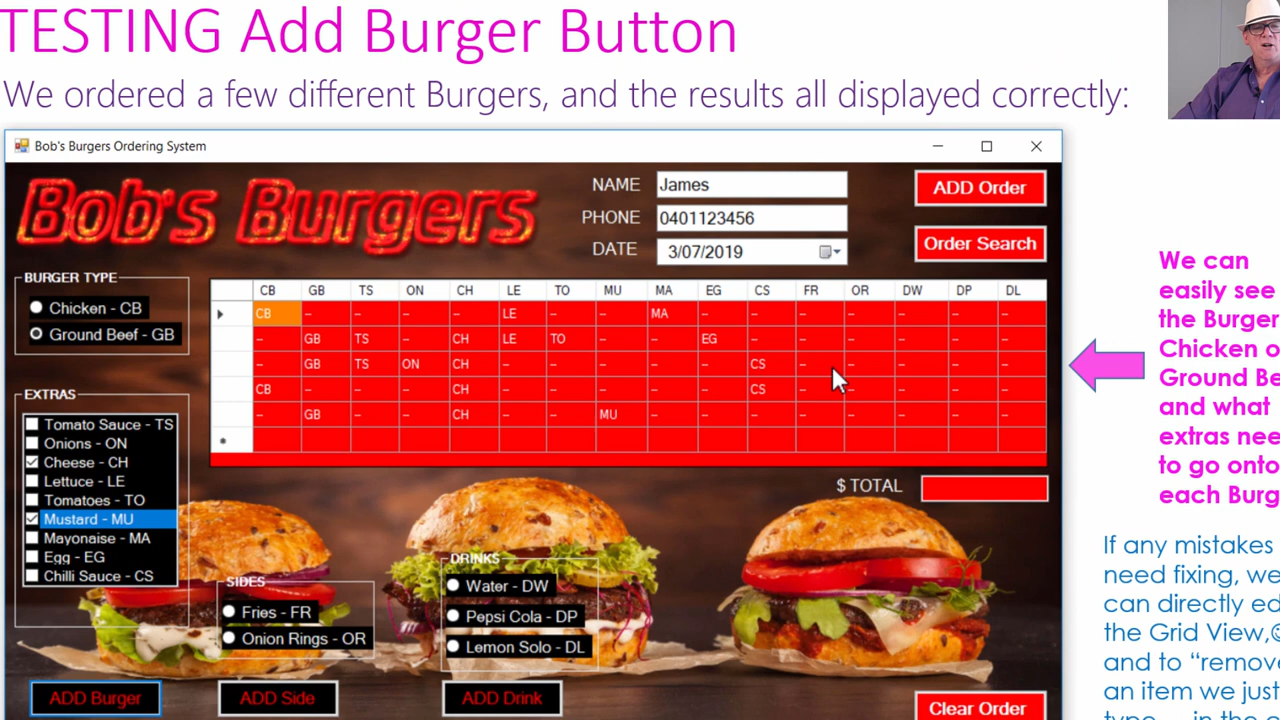 TESTING Add Burger Button
We ordered a few different Burgers, and the results all displayed correctly:
Bob's Burgers Ordering System
Bob's Burgers
NAME James
PHONE 0401123456
DATE 3/07/2019
ADD Order
Order Search
BURGER TYPE
Chicken - CB
Ground Beef - GB
EXTRAS
Tomato Sauce - TS
Onions - ON
Cheese - CH
Lettuce - LE
Tomatoes - TO
Mustard - MU
Mayonaise - MA
Egg - EG
Chilli Sauce - CS
CB GB TS ON CH LE TO MU MA EG CS FR OR DW DP DL
CB -- -- -- -- LE -- -- MA -- -- -- -- -- -- --
-- GB TS -- CH LE TO -- -- EG -- -- -- -- -- --
-- GB TS ON CH -- -- -- -- -- CS -- -- -- -- --
CB -- -- -- CH -- -- -- -- -- CS -- -- -- -- --
-- GB -- -- CH -- -- MU -- -- -- -- -- -- -- --
$ TOTAL
SIDES
Fries - FR
Onion Rings - OR
DRINKS
Water - DW
Pepsi Cola - DP
Lemon Solo - DL
ADD Burger
ADD Side
ADD Drink
Clear Order
We can
easily see
the Burger
Chicken o
Ground Be
and what
extras nee
to go onto
each Burg
If any mistakes
need fixing, we
can directly ed
the Grid View,
and to “remove
an item we just
type -- in the